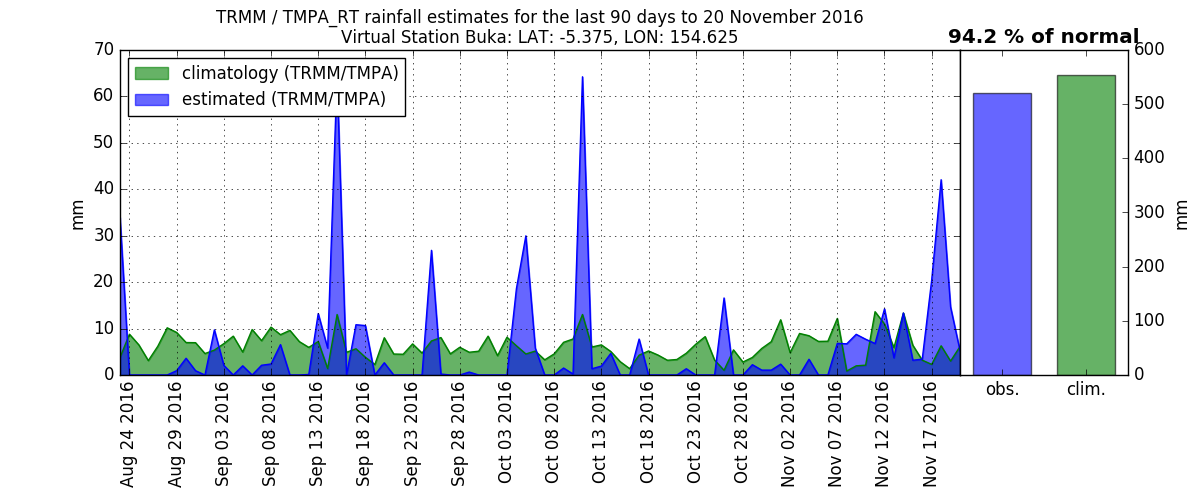 TRMM / TMPA_RT rainfall estimates for the last 90 days to 20 November 2016
Virtual Station Buka: LAT: -5.375, LON: 154.625
94.2 % of normal
climatology (TRMM/TMPA)
estimated (TRMM/TMPA)
70
60
50
40
30
20
10
0
mm
600
500
400
300
200
100
0
mm
obs.
clim.
Aug 24 2016
Aug 29 2016
Sep 03 2016
Sep 08 2016
Sep 13 2016
Sep 18 2016
Sep 23 2016
Sep 28 2016
Oct 03 2016
Oct 08 2016
Oct 13 2016
Oct 18 2016
Oct 23 2016
Oct 28 2016
Nov 02 2016
Nov 07 2016
Nov 12 2016
Nov 17 2016